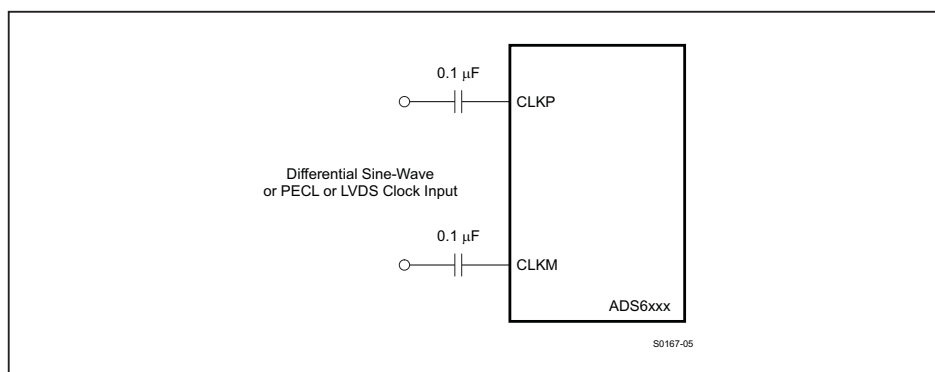 0.1 μF
CLKP
Differential Sine-Wave
or PECL or LVDS Clock Input
0.1 μF
CLKM
ADS6xxx
S0167-05